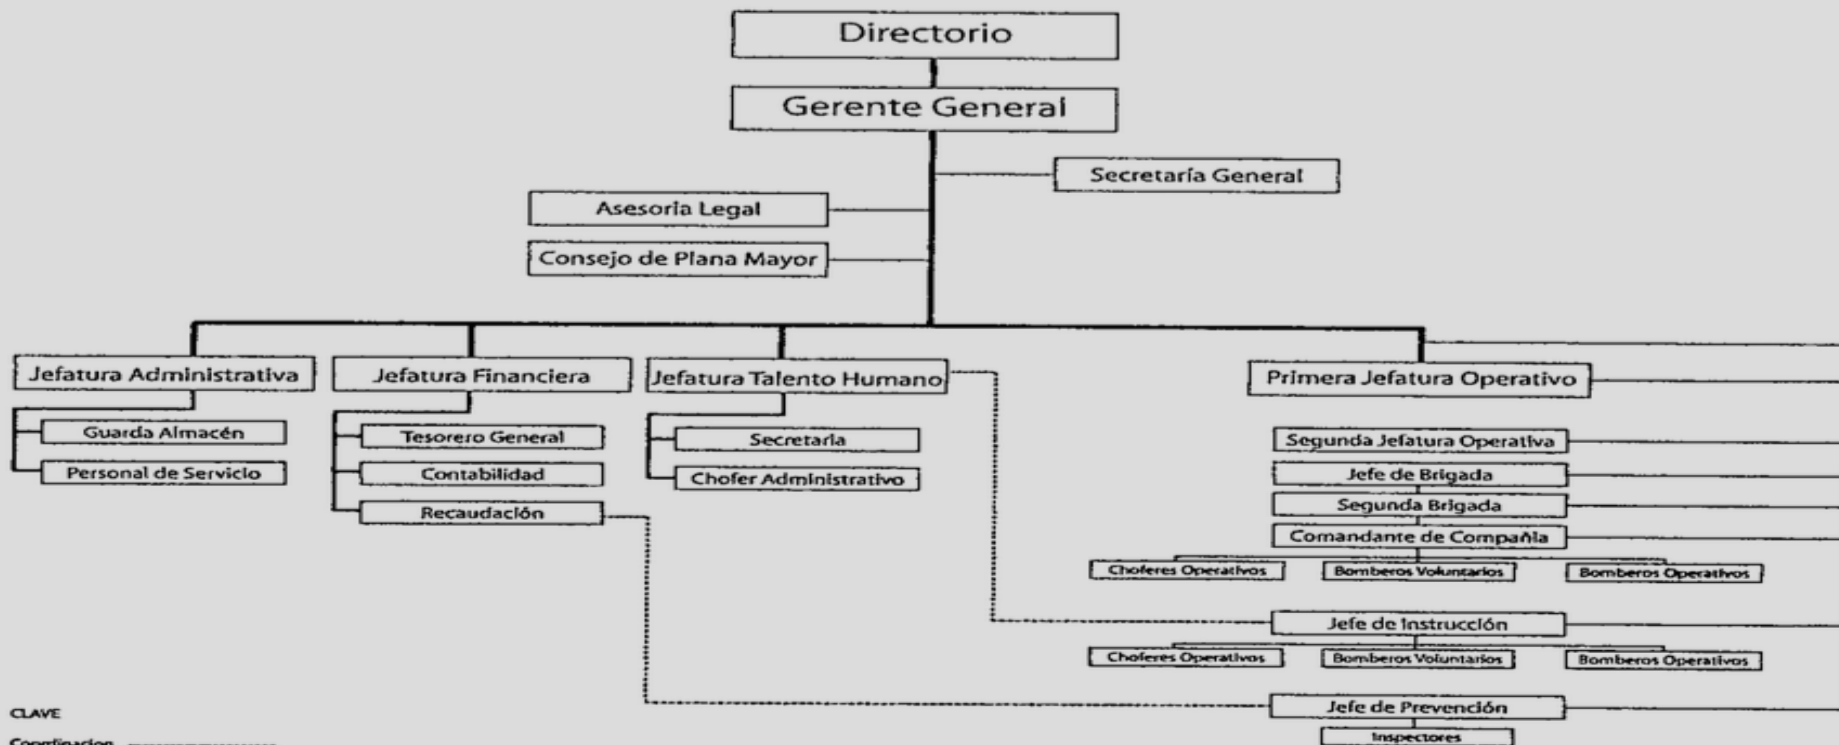 Directorio
Gerente General
Secretaría General
Asesoria Legal
Consejo de Plana Mayor
Jefatura Administrativa
Guarda Almacén
Personal de Servicio
Jefatura Financiera
Tesorero General
Contabilidad
Recaudación
Jefatura Talento Humano
Secretaria
Chofer Administrativo
Primera Jefatura Operativo
Segunda Jefatura Operativa
Jefe de Brigada
Segunda Brigada
Comandante de Compañia
Choferes Operativos
Bomberos Voluntarios
Bomberos Operativos
Jefe de Instrucción
Choferes Operativos
Bomberos Voluntarios
Bomberos Operativos
Jefe de Prevención
Inspectores
CLAVE
Coordinacion